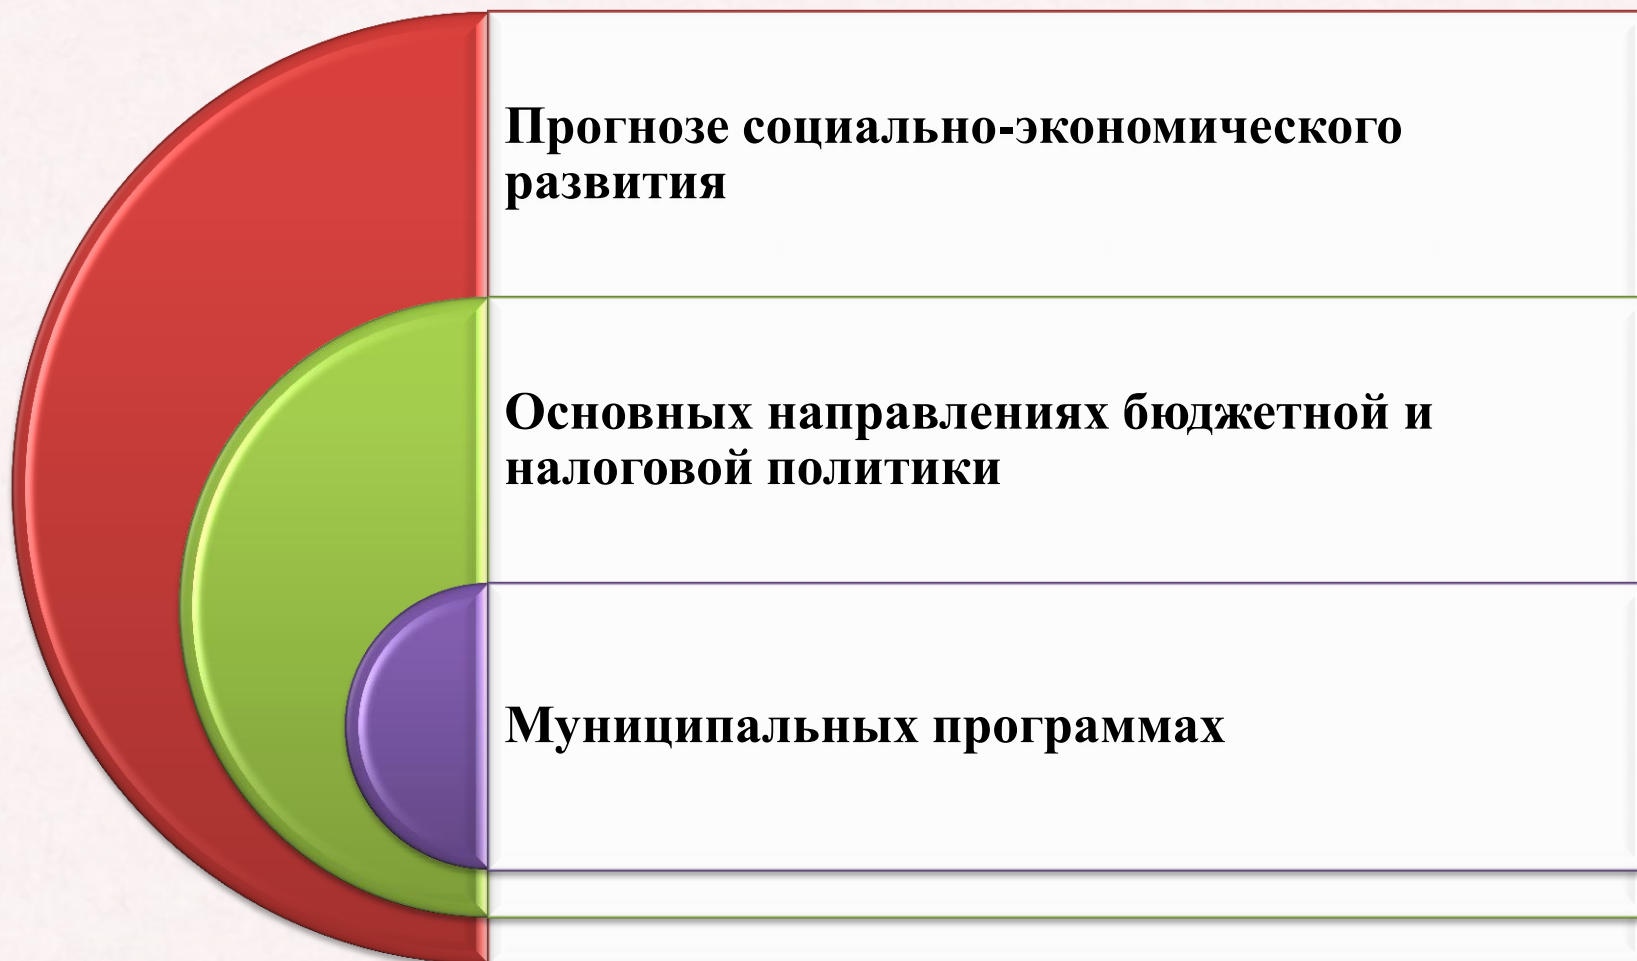 Прогнозе социально-экономического
развития
Основных направлениях бюджетной и
налоговой политики
Муниципальных программах